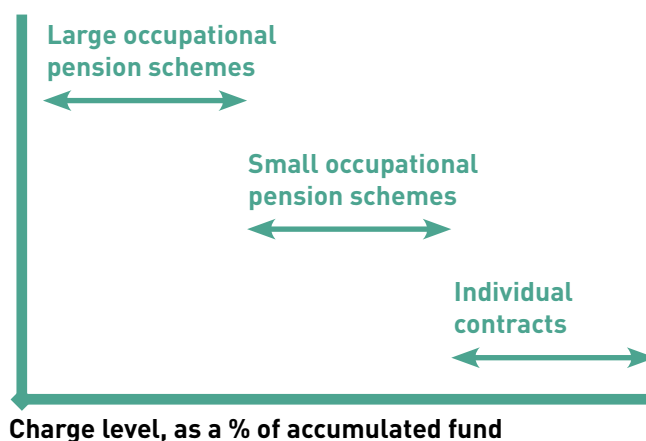 Large occupational
pension schemes
Small occupational
pension schemes
Individual
contracts
Charge level, as a % of accumulated fund